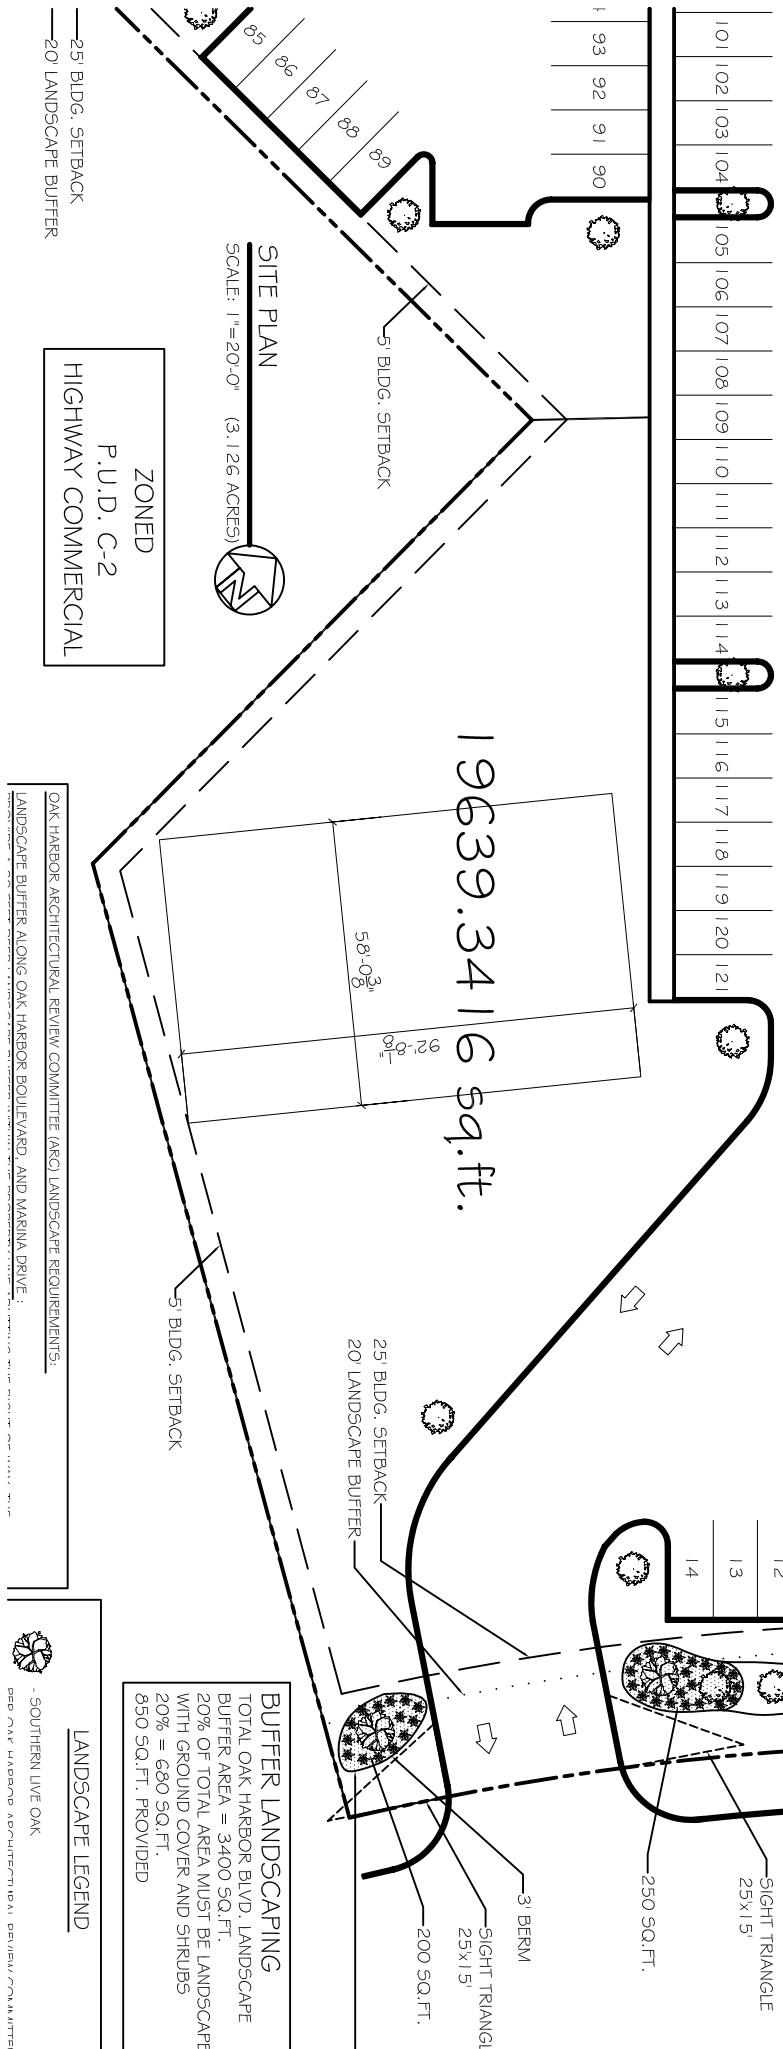 85
86
87
88
89
93
92
91
90
101
102
103
104
105
106
107
108
109
110
111
112
113
114
115
116
117
118
119
120
121
25' BLDG. SETBACK
20' LANDSCAPE BUFFER
SITE PLAN
SCALE: 1"=20'-0" (3.126 ACRES)
5' BLDG. SETBACK
ZONED
P.U.D. C-2
HIGHWAY COMMERCIAL
19639.3416 sq.ft.
58'-0 3/8"
92'-8 1/8"
OAK HARBOR ARCHITECTURAL REVIEW COMMITTEE (ARC) LANDSCAPE REQUIREMENTS:
LANDSCAPE BUFFER ALONG OAK HARBOR BOULEVARD, AND MARINA DRIVE :
5' BLDG. SETBACK
25' BLDG. SETBACK
20' LANDSCAPE BUFFER
12
13
14
BUFFER LANDSCAPING
TOTAL OAK HARBOR BLVD. LANDSCAPE
BUFFER AREA = 3400 SQ.FT.
20% OF TOTAL AREA MUST BE LANDSCAPE
WITH GROUND COVER AND SHRUBS
20% = 680 SQ.FT.
850 SQ.FT. PROVIDED
SIGHT TRIANGLE
25'x15'
250 SQ.FT.
3' BERM
SIGHT TRIANGL
25'x15'
200 SQ.FT.
LANDSCAPE LEGEND
- SOUTHERN LIVE OAK